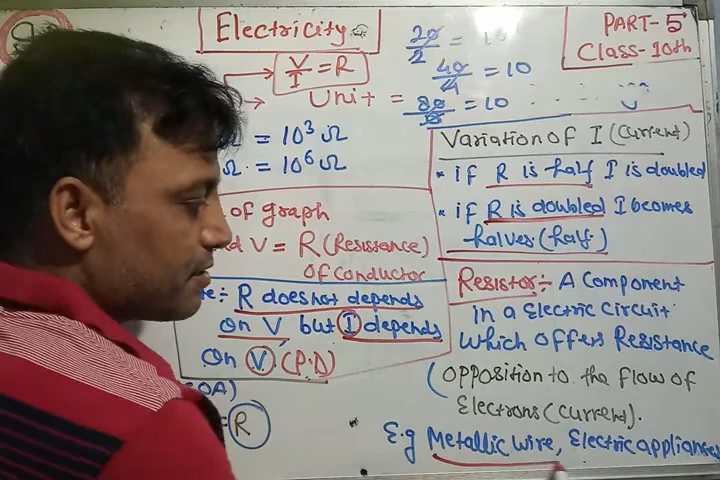 Electricity
PART-5
Class-10th
V/I = R
20/2 = 10
40/4 = 10
Unit =
80/8 = 10
= 10³ Ω
Ω = 10⁶ Ω
Variation of I (current)
* if R is half I is doubled
* if R is doubled I becomes
halves (half)
of graph
V = R (Resistance)
of conductor
R does not depends
on V but I depends
on V (P.D)
OA)
= R
Resistor :- A Component
in a Electric circuit
which offers Resistance
(opposition to the flow of
Electrons (current).
E.g Metallic wire, Electric applianses